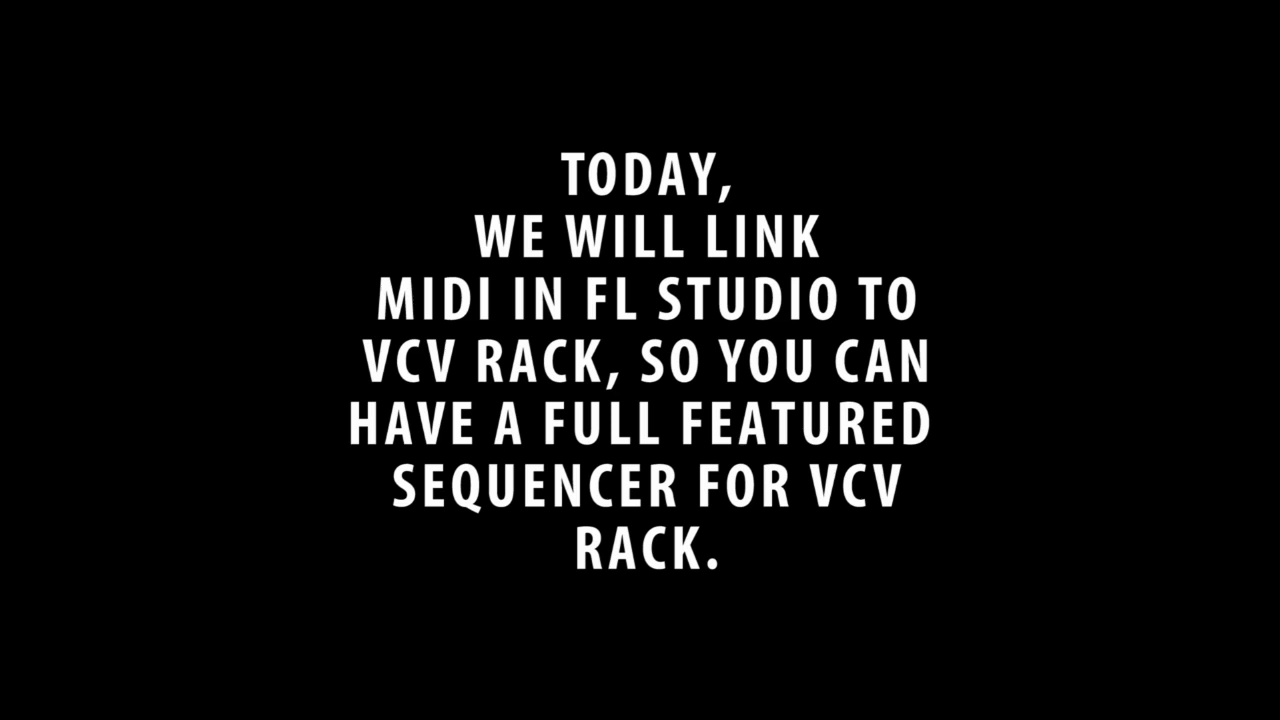 TODAY,
WE WILL LINK
MIDI IN FL STUDIO TO
VCV RACK, SO YOU CAN
HAVE A FULL FEATURED
SEQUENCER FOR VCV
RACK.